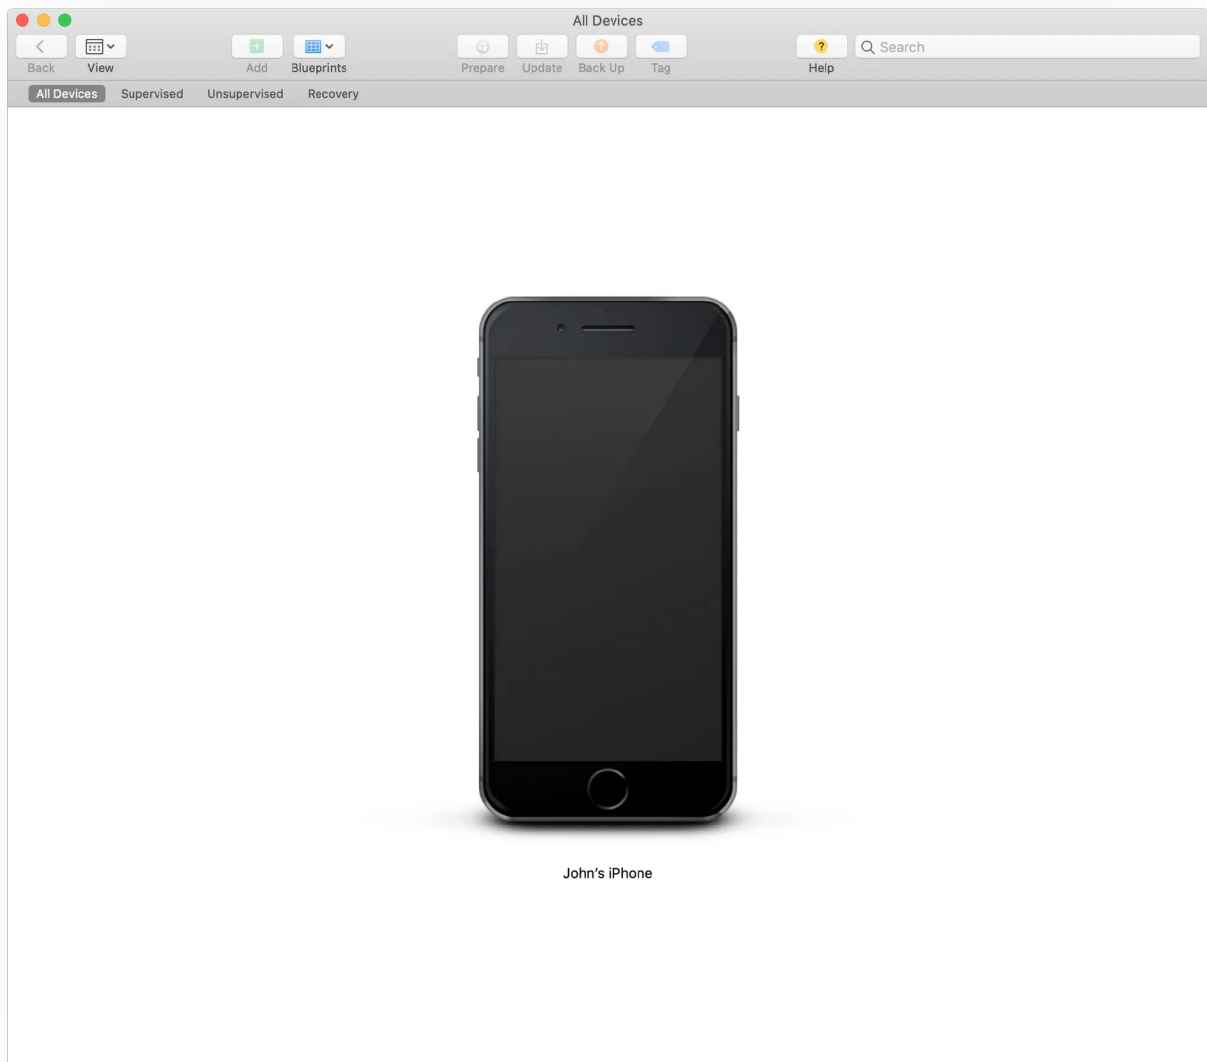 All Devices
Back View Add Blueprints Prepare Update Back Up Tag ? Help Search
All Devices Supervised Unsupervised Recovery
John's iPhone